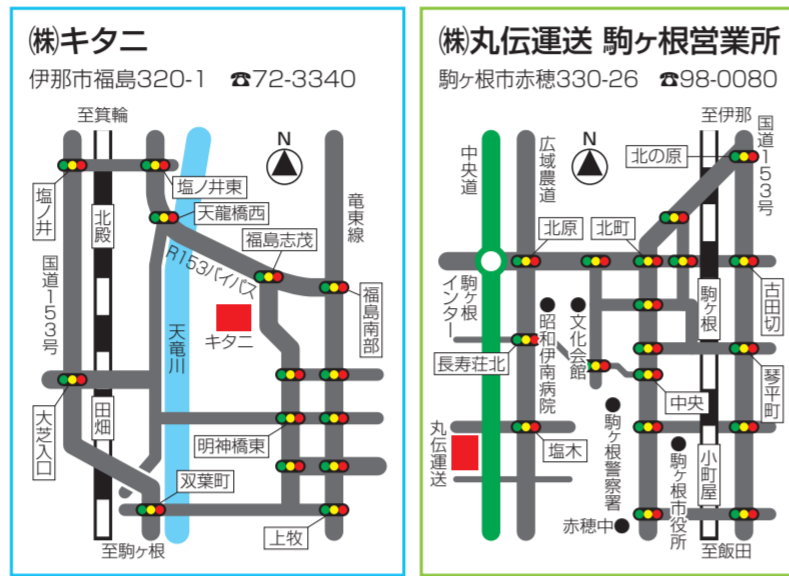 ㈱キタニ
伊那市福島320-1 ☎72-3340
至箕輪
N
塩ノ井
塩ノ井東
北殿
天龍橋西
竜東線
福島志茂
R153バイパス
国道153号
福島南部
キタニ
天竜川
大芝入口
田畑
明神橋東
双葉町
上牧
至駒ヶ根
㈱丸伝運送 駒ヶ根営業所
駒ヶ根市赤穂330-26 ☎98-0080
至伊那
中央道
広域農道
N
北の原
国道153号
北原
北町
駒ヶ根インター
駒ヶ根
古田切
昭和伊南病院
文化会館
長寿荘北
中央
琴平町
丸伝運送
塩木
駒ヶ根警察署
駒ヶ根市役所
小町屋
赤穂中
至飯田